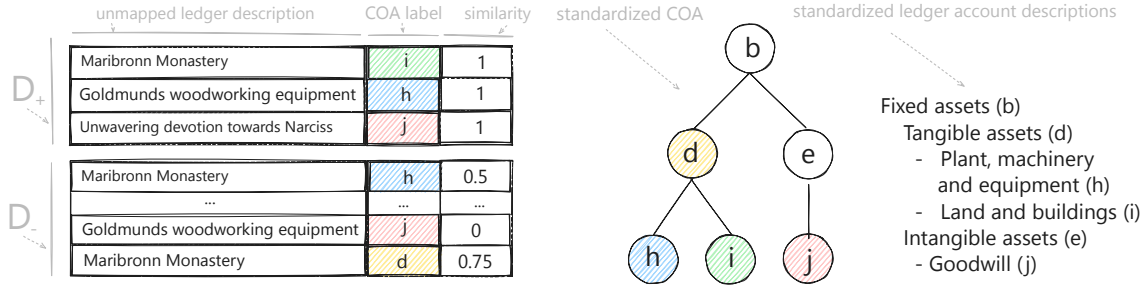 unmapped ledger description COA label similarity
D+
Maribronn Monastery i 1
Goldmunds woodworking equipment h 1
Unwavering devotion towards Narciss j 1
D-
Maribronn Monastery h 0.5
... ... ...
Goldmunds woodworking equipment j 0
Maribronn Monastery d 0.75
standardized COA
b
d e
h i j
standardized ledger account descriptions
Fixed assets (b)
Tangible assets (d)
- Plant, machinery
and equipment (h)
- Land and buildings (i)
Intangible assets (e)
- Goodwill (j)